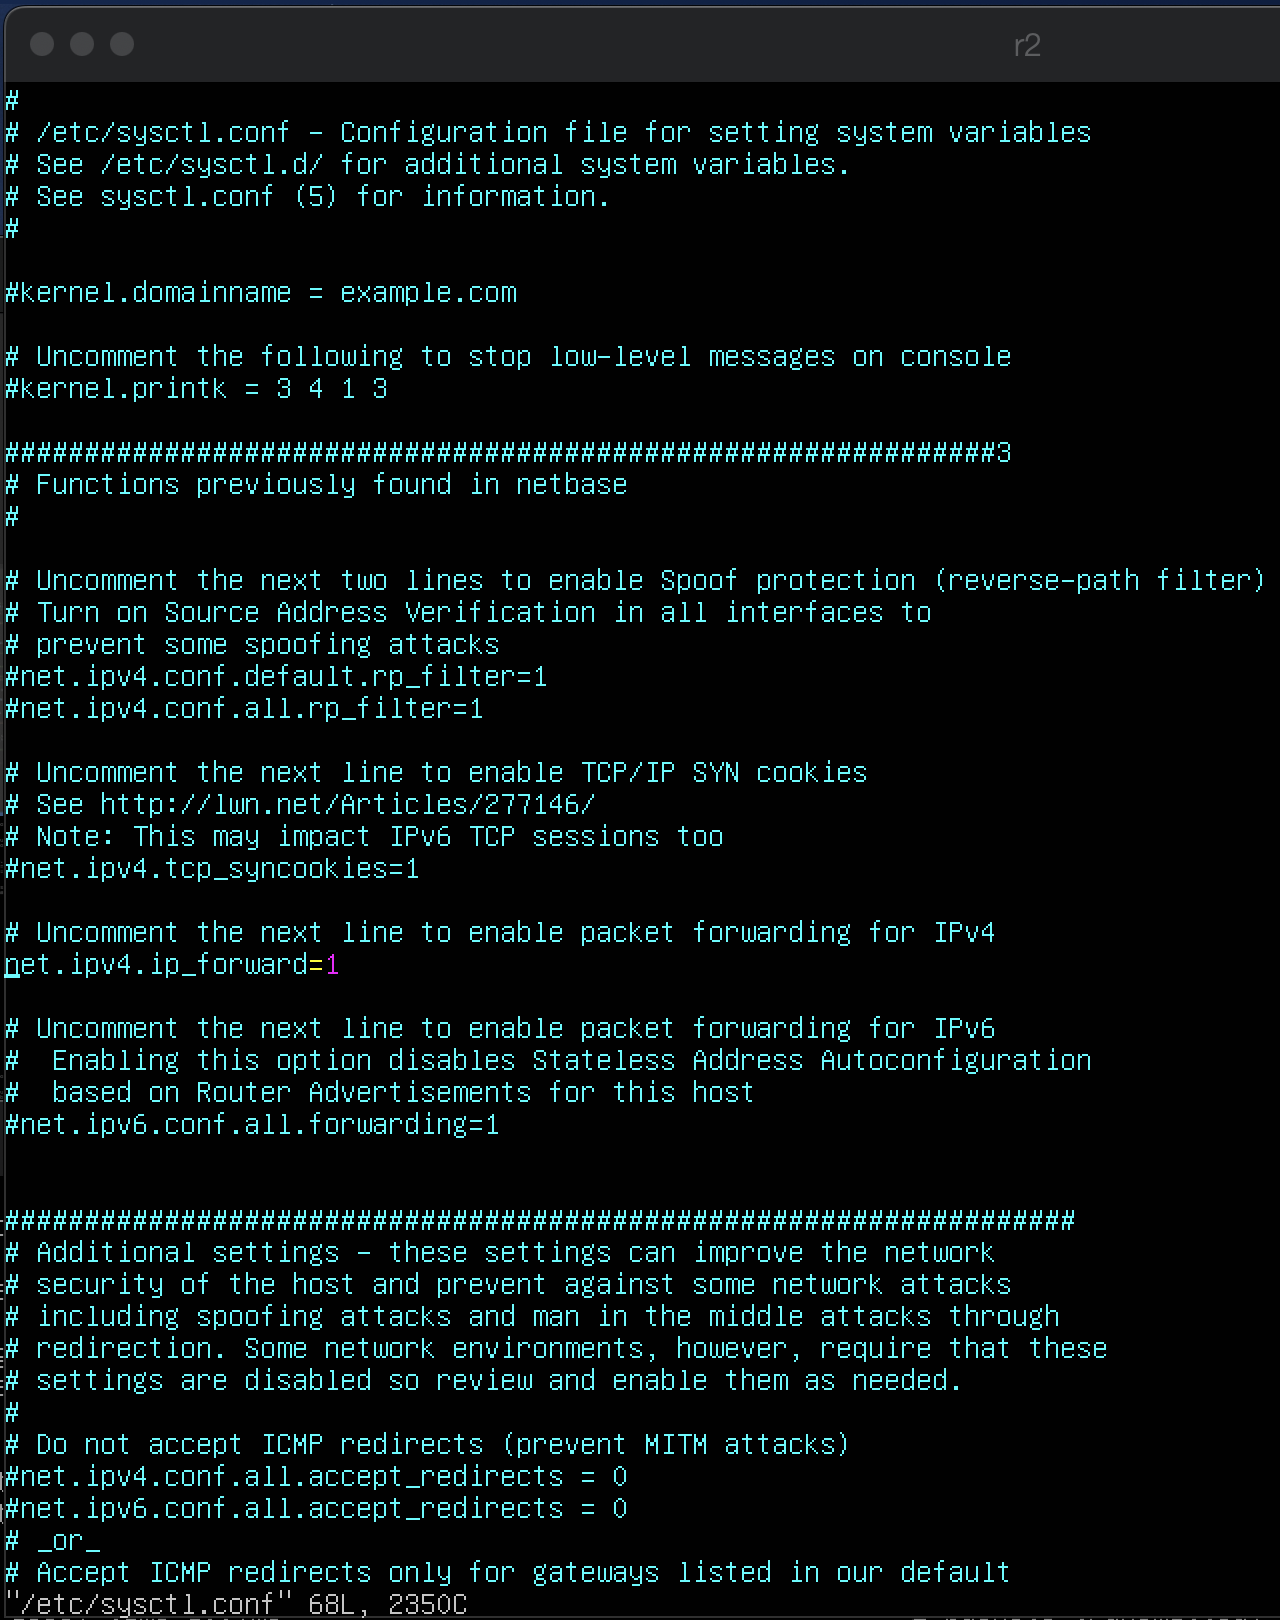 r2
#
# /etc/sysctl.conf - Configuration file for setting system variables
# See /etc/sysctl.d/ for additional system variables.
# See sysctl.conf (5) for information.
#
#kernel.domainname = example.com
# Uncomment the following to stop low-level messages on console
#kernel.printk = 3 4 1 3
##############################################################3
# Functions previously found in netbase
#
# Uncomment the next two lines to enable Spoof protection (reverse-path filter)
# Turn on Source Address Verification in all interfaces to
# prevent some spoofing attacks
#net.ipv4.conf.default.rp_filter=1
#net.ipv4.conf.all.rp_filter=1
# Uncomment the next line to enable TCP/IP SYN cookies
# See http://lwn.net/Articles/277146/
# Note: This may impact IPv6 TCP sessions too
#net.ipv4.tcp_syncookies=1
# Uncomment the next line to enable packet forwarding for IPv4
net.ipv4.ip_forward=1
# Uncomment the next line to enable packet forwarding for IPv6
#  Enabling this option disables Stateless Address Autoconfiguration
#  based on Router Advertisements for this host
#net.ipv6.conf.all.forwarding=1
###################################################################
# Additional settings - these settings can improve the network
# security of the host and prevent against some network attacks
# including spoofing attacks and man in the middle attacks through
# redirection. Some network environments, however, require that these
# settings are disabled so review and enable them as needed.
#
# Do not accept ICMP redirects (prevent MITM attacks)
#net.ipv4.conf.all.accept_redirects = 0
#net.ipv6.conf.all.accept_redirects = 0
# _or_
# Accept ICMP redirects only for gateways listed in our default
"/etc/sysctl.conf" 68L, 2350C